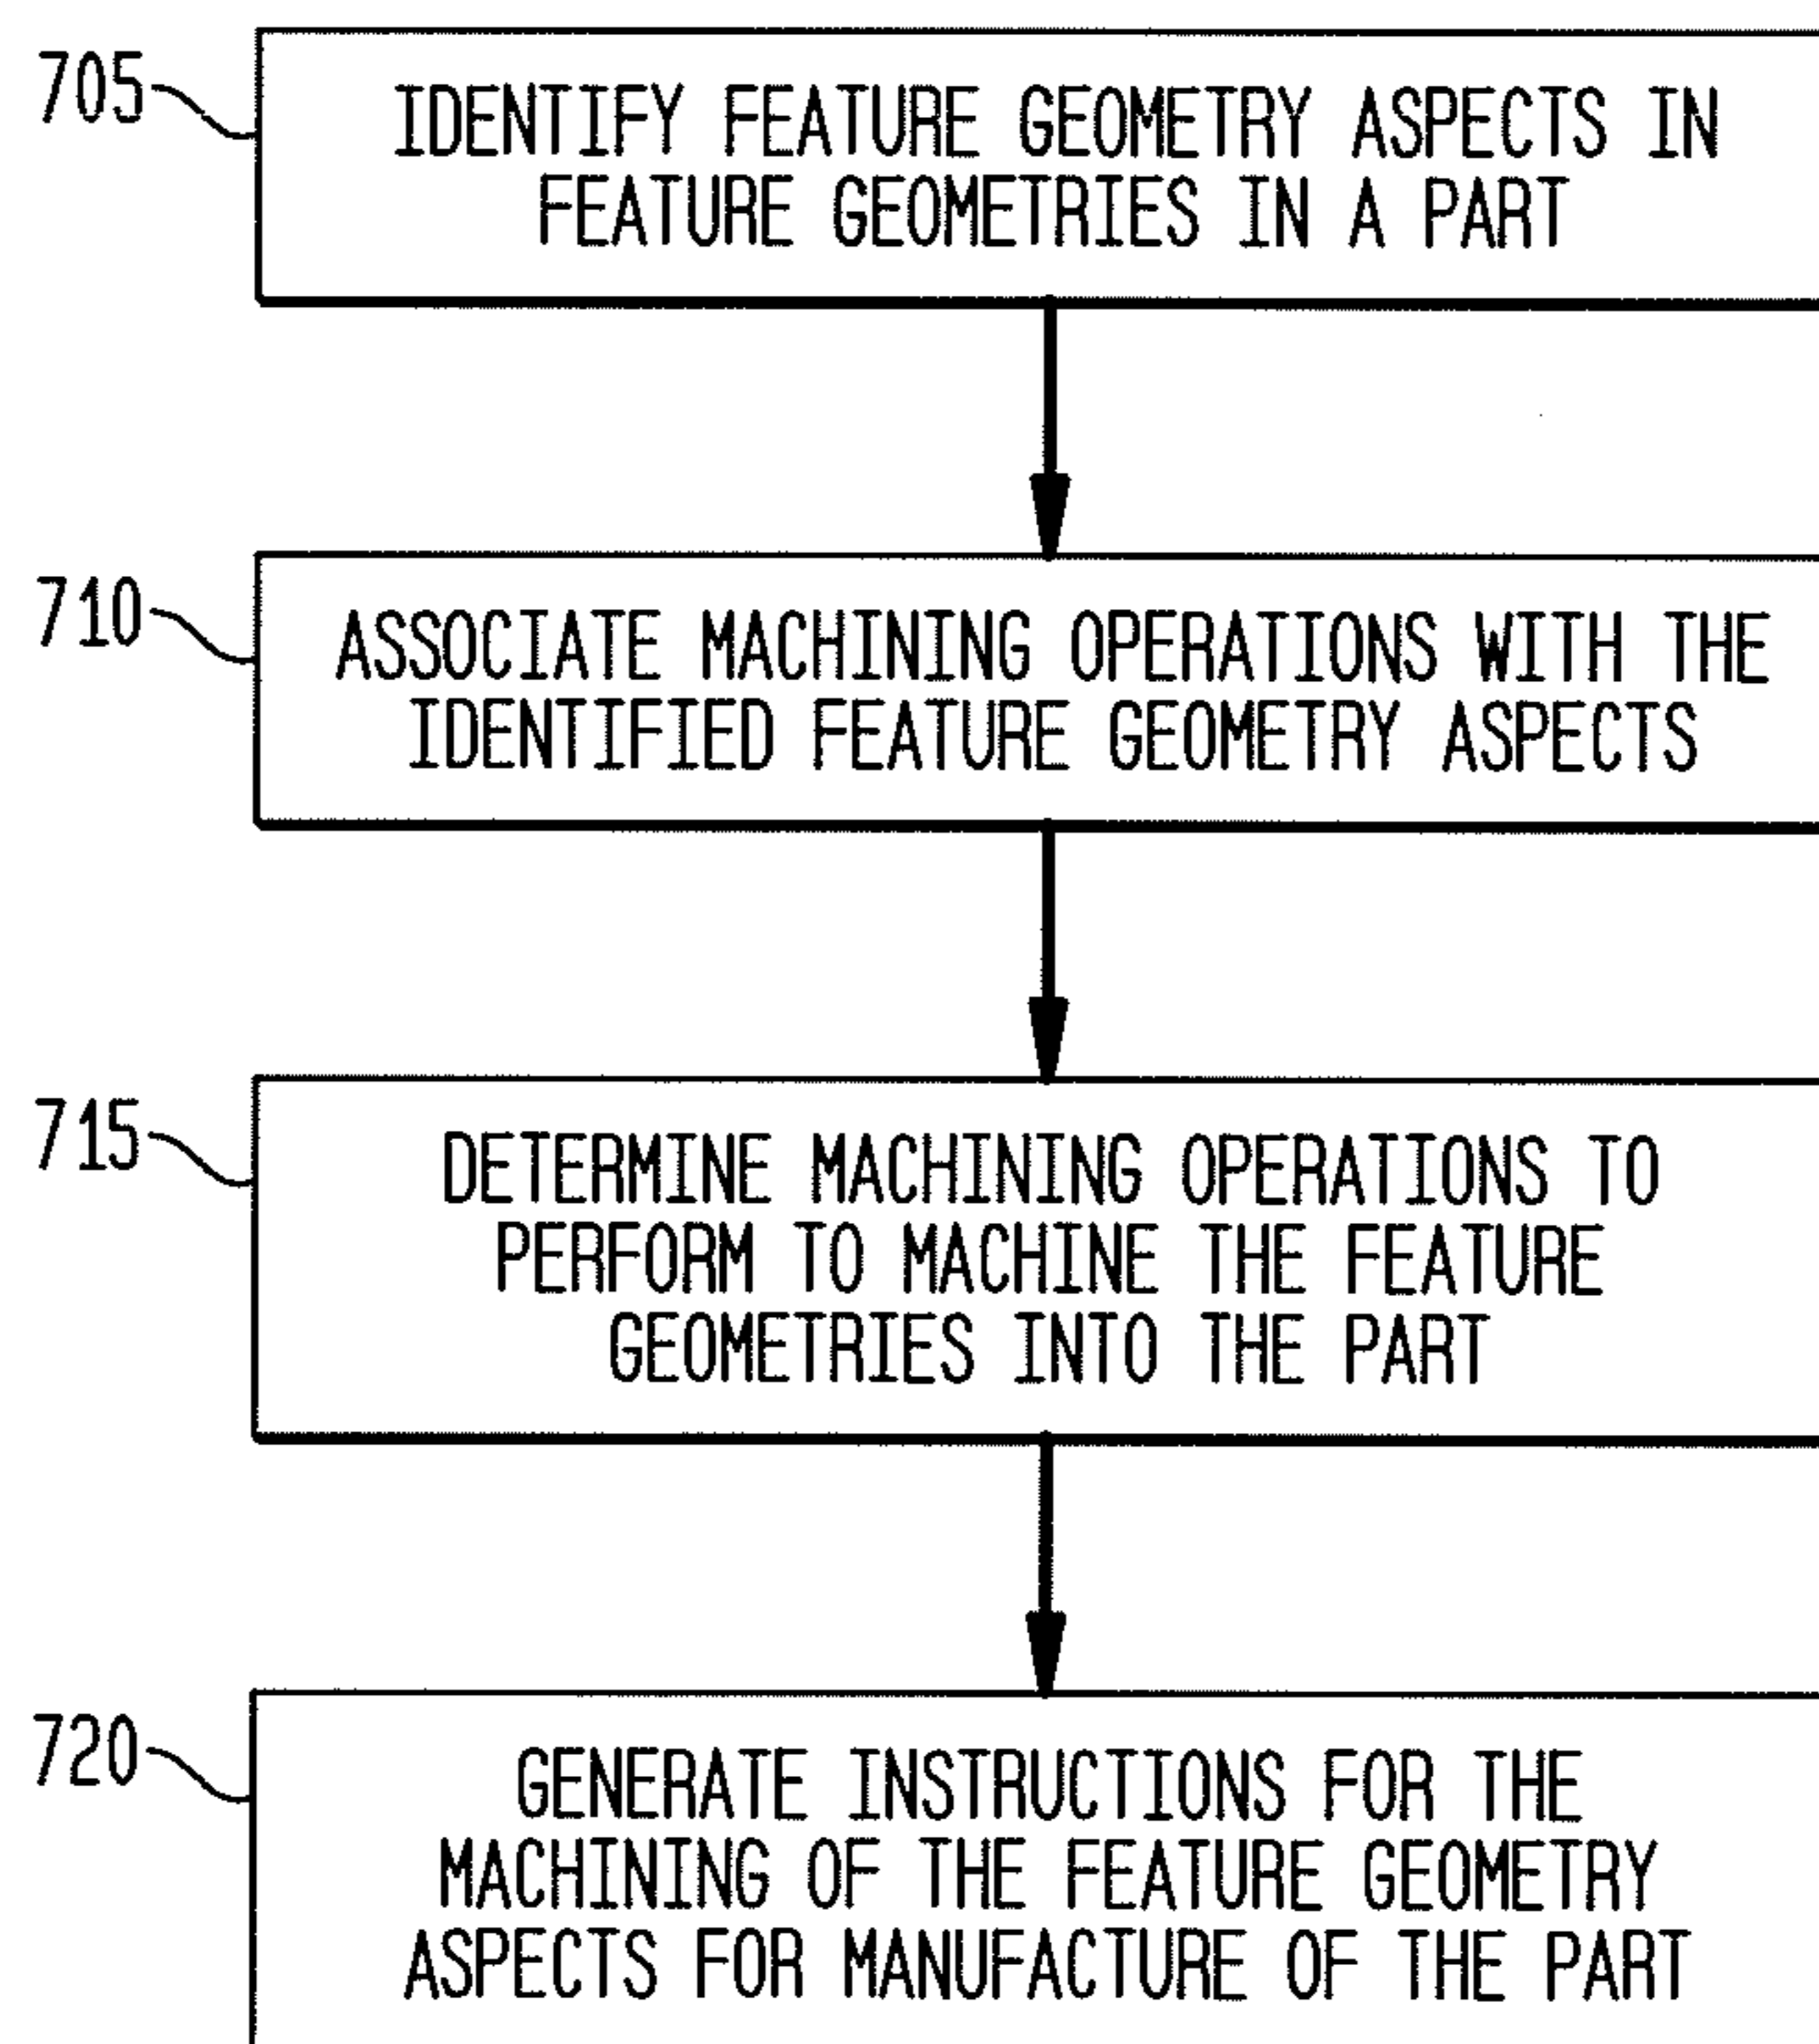 705
IDENTIFY FEATURE GEOMETRY ASPECTS IN
FEATURE GEOMETRIES IN A PART
710
ASSOCIATE MACHINING OPERATIONS WITH THE
IDENTIFIED FEATURE GEOMETRY ASPECTS
715
DETERMINE MACHINING OPERATIONS TO
PERFORM TO MACHINE THE FEATURE
GEOMETRIES INTO THE PART
720
GENERATE INSTRUCTIONS FOR THE
MACHINING OF THE FEATURE GEOMETRY
ASPECTS FOR MANUFACTURE OF THE PART